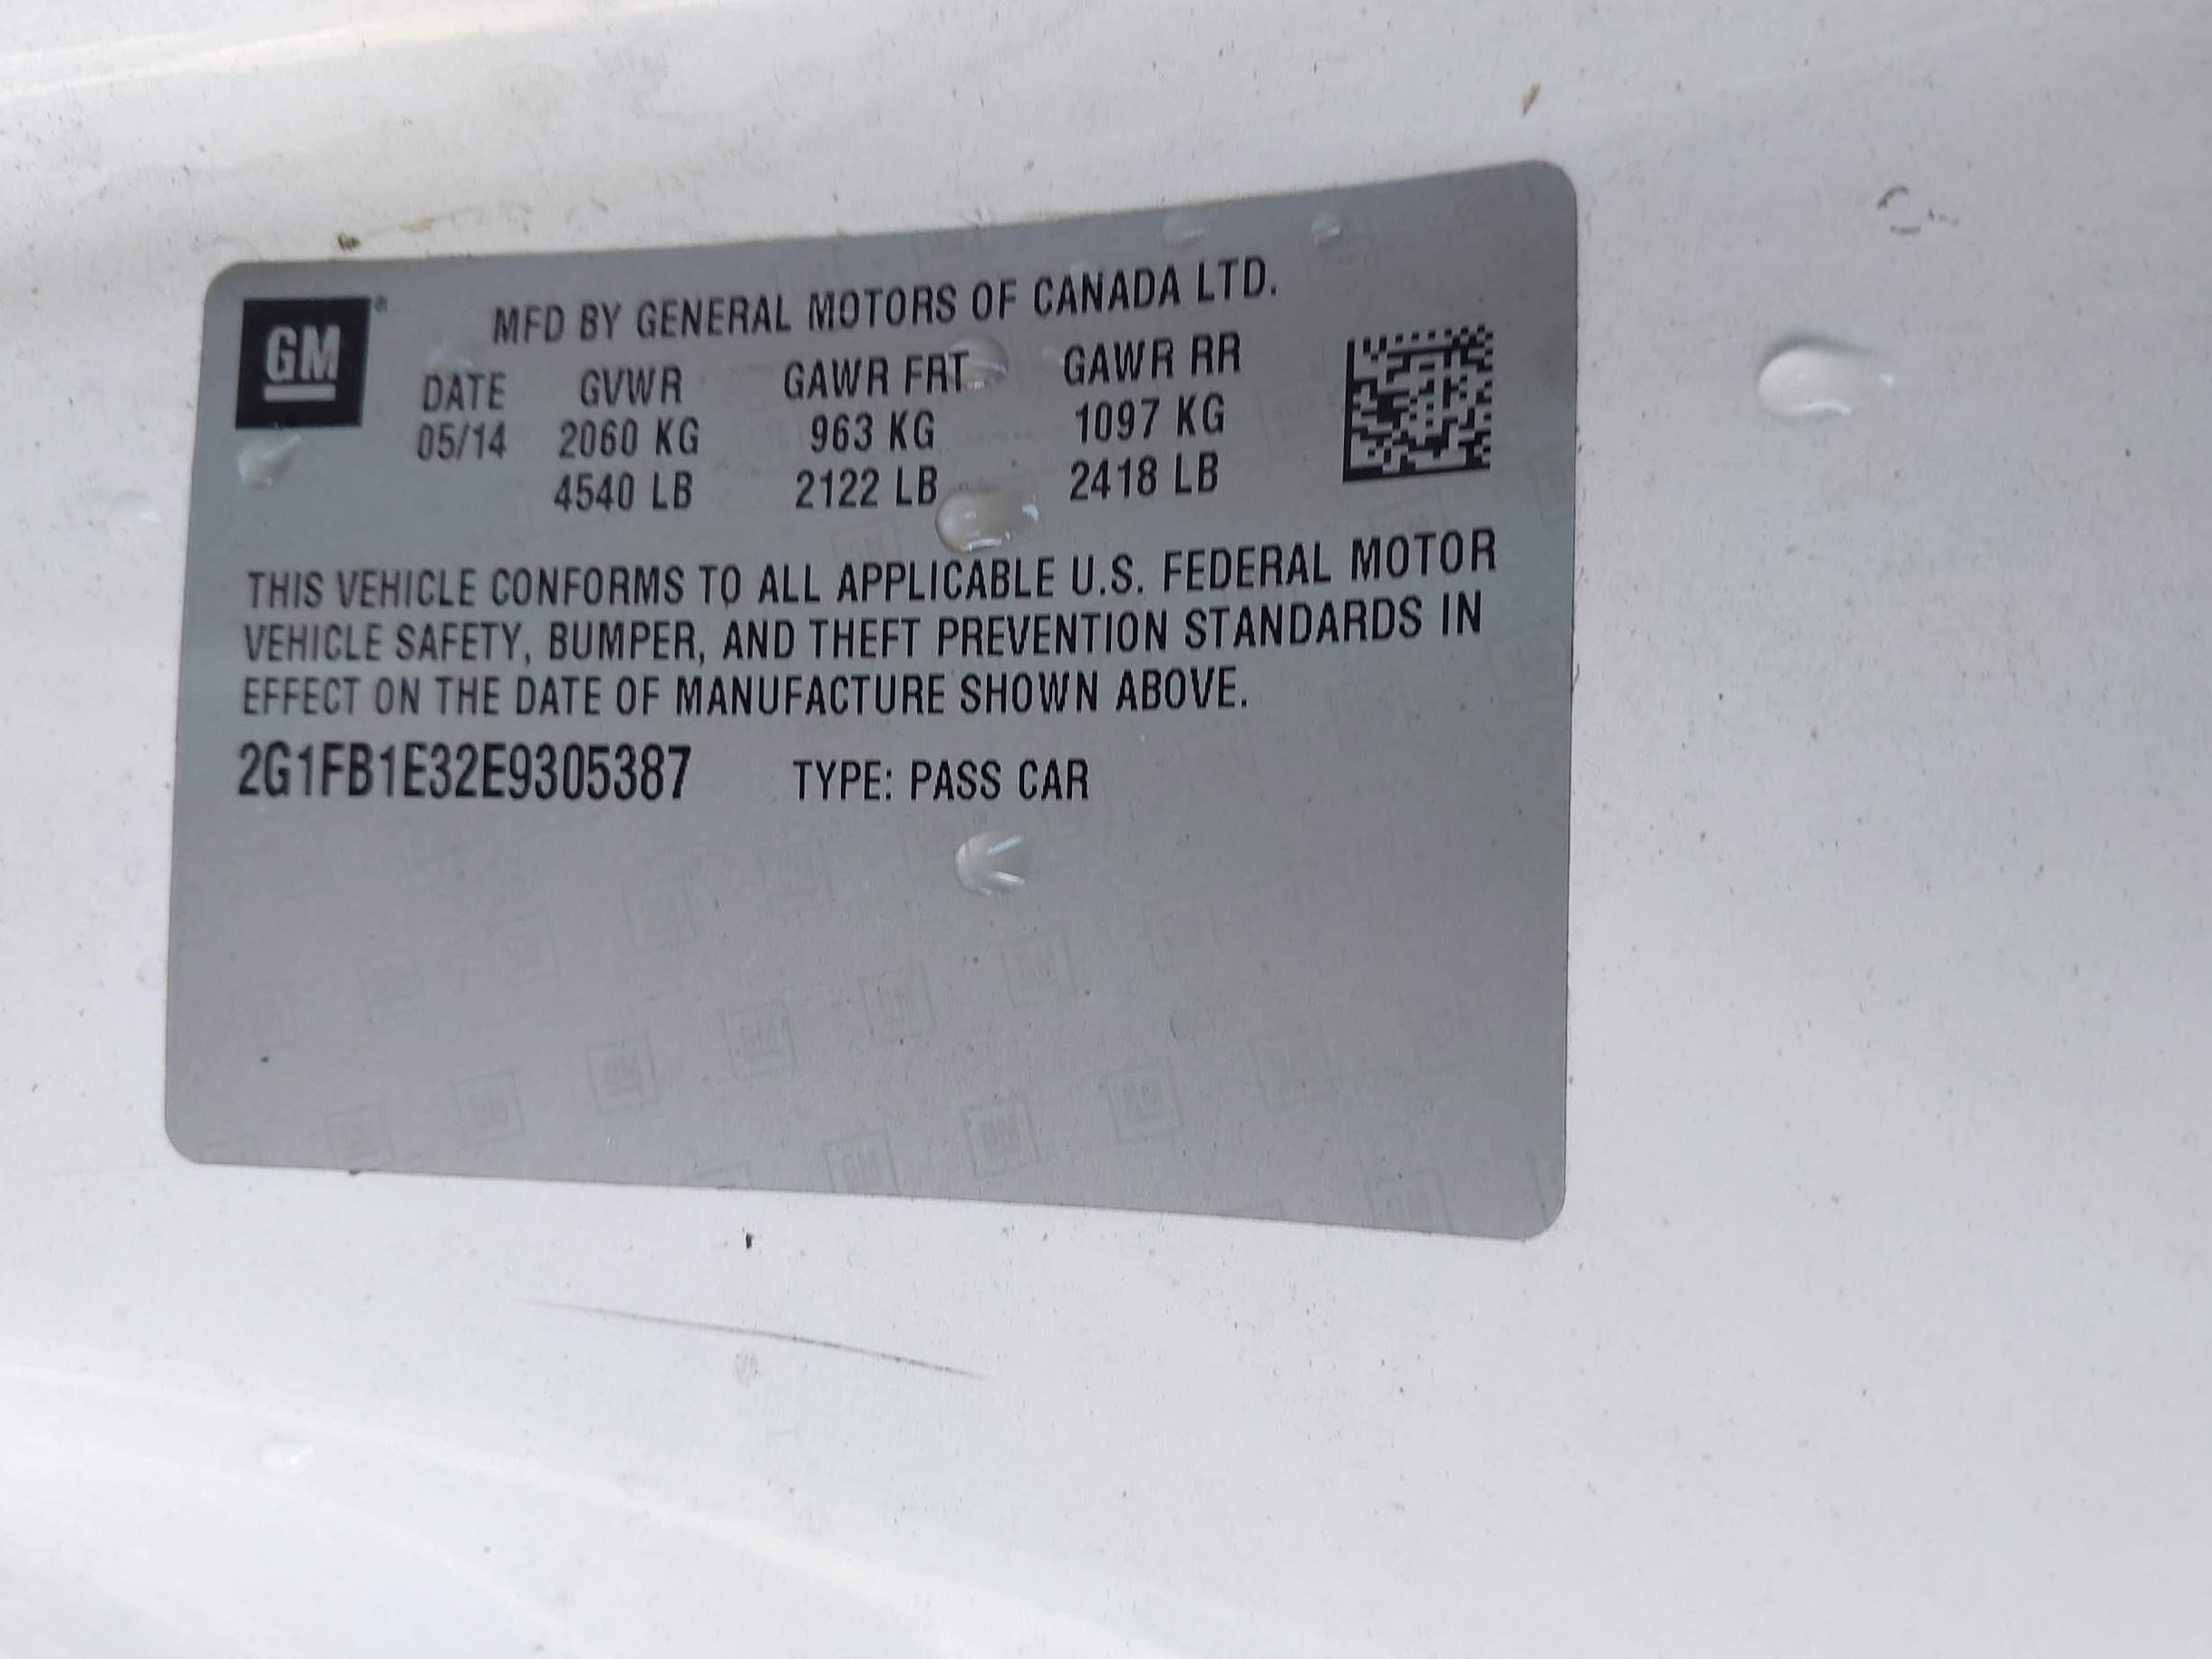 GM
MFD BY GENERAL MOTORS OF CANADA LTD.
DATE GVWR GAWR FRT GAWR RR
05/14 2060 KG 963 KG 1097 KG
4540 LB 2122 LB 2418 LB
THIS VEHICLE CONFORMS TO ALL APPLICABLE U.S. FEDERAL MOTOR
VEHICLE SAFETY, BUMPER, AND THEFT PREVENTION STANDARDS IN
EFFECT ON THE DATE OF MANUFACTURE SHOWN ABOVE.
2G1FB1E32E9305387 TYPE: PASS CAR